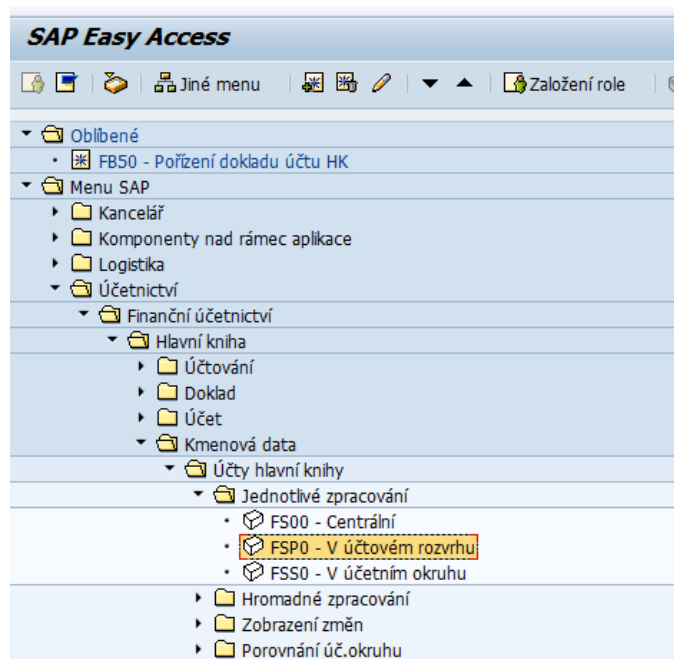 SAP Easy Access
Jiné menu Založení role
Oblíbené
FB50 - Pořízení dokladu účtu HK
Menu SAP
Kancelář
Komponenty nad rámec aplikace
Logistika
Účetnictví
Finanční účetnictví
Hlavní kniha
Účtování
Doklad
Účet
Kmenová data
Účty hlavní knihy
Jednotlivé zpracování
FS00 - Centrální
FSP0 - V účtovém rozvrhu
FSS0 - V účetním okruhu
Hromadné zpracování
Zobrazení změn
Porovnání úč.okruhu